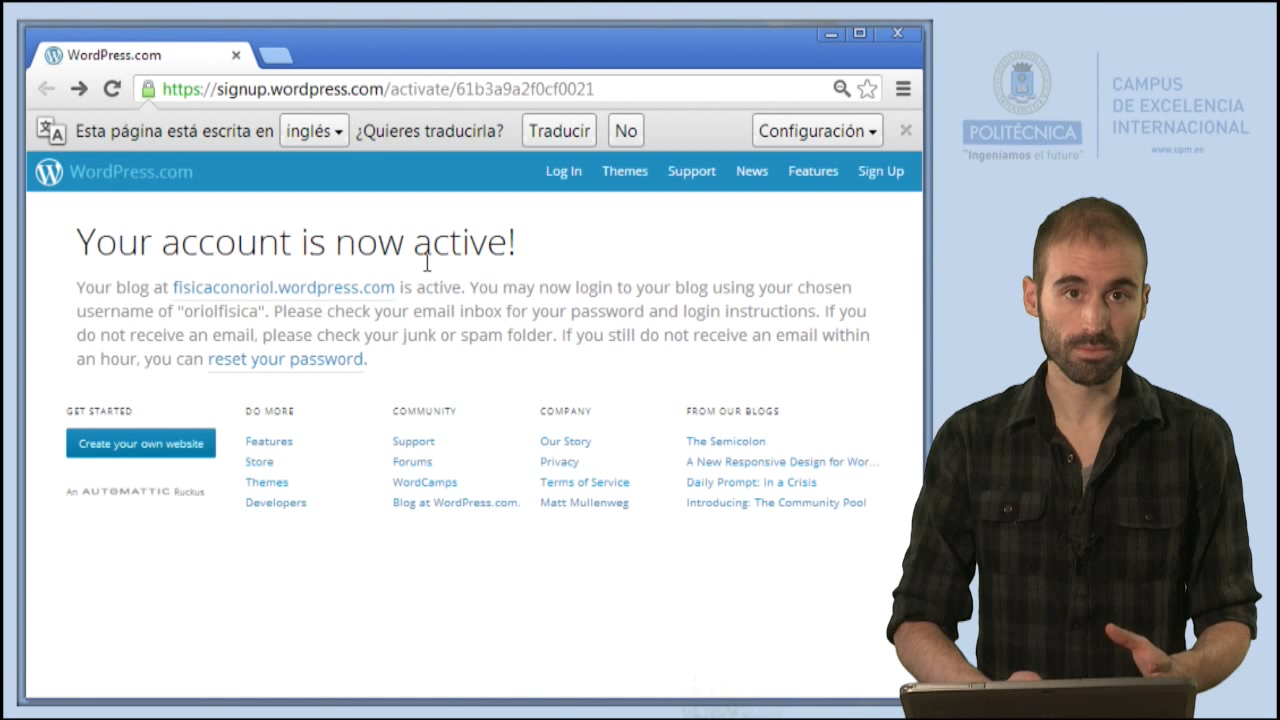 WordPress.com
https://signup.wordpress.com/activate/61b3a9a2f0cf0021
Esta página está escrita en inglés ¿Quieres traducirla? Traducir No Configuración
WordPress.com Log In Themes Support News Features Sign Up
Your account is now active!
Your blog at fisicaconoriol.wordpress.com is active. You may now login to your blog using your chosen
username of "oriolfisica". Please check your email inbox for your password and login instructions. If you
do not receive an email, please check your junk or spam folder. If you still do not receive an email within
an hour, you can reset your password.
GET STARTED
Create your own website
An AUTOMATTIC Ruckus
DO MORE
Features
Store
Themes
Developers
COMMUNITY
Support
Forums
WordCamps
Blog at WordPress.com.
COMPANY
Our Story
Privacy
Terms of Service
Matt Mullenweg
FROM OUR BLOGS
The Semicolon
A New Responsive Design for Wor...
Daily Prompt: In a Crisis
Introducing: The Community Pool
POLITÉCNICA
"Ingeniamos el futuro"
CAMPUS
DE EXCELENCIA
INTERNACIONAL
www.upm.es